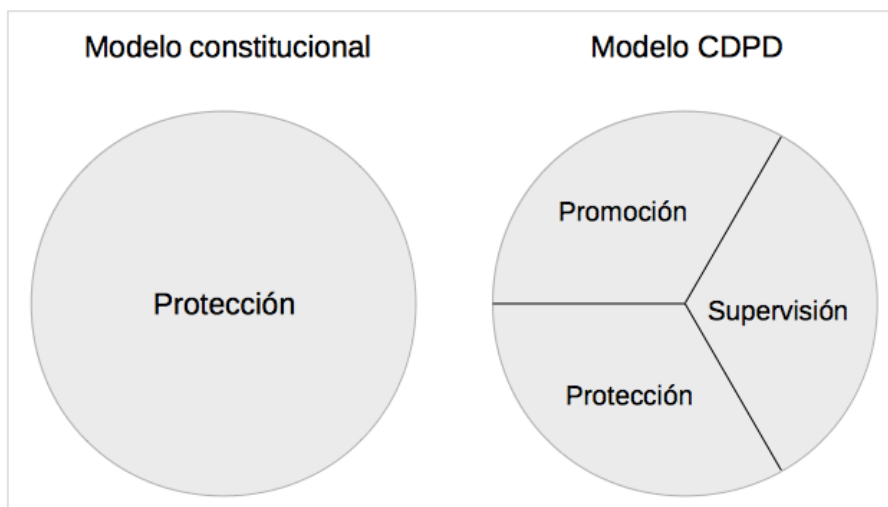 Modelo constitucional
Modelo CDPD
Promoción
Protección
Supervisión
Protección